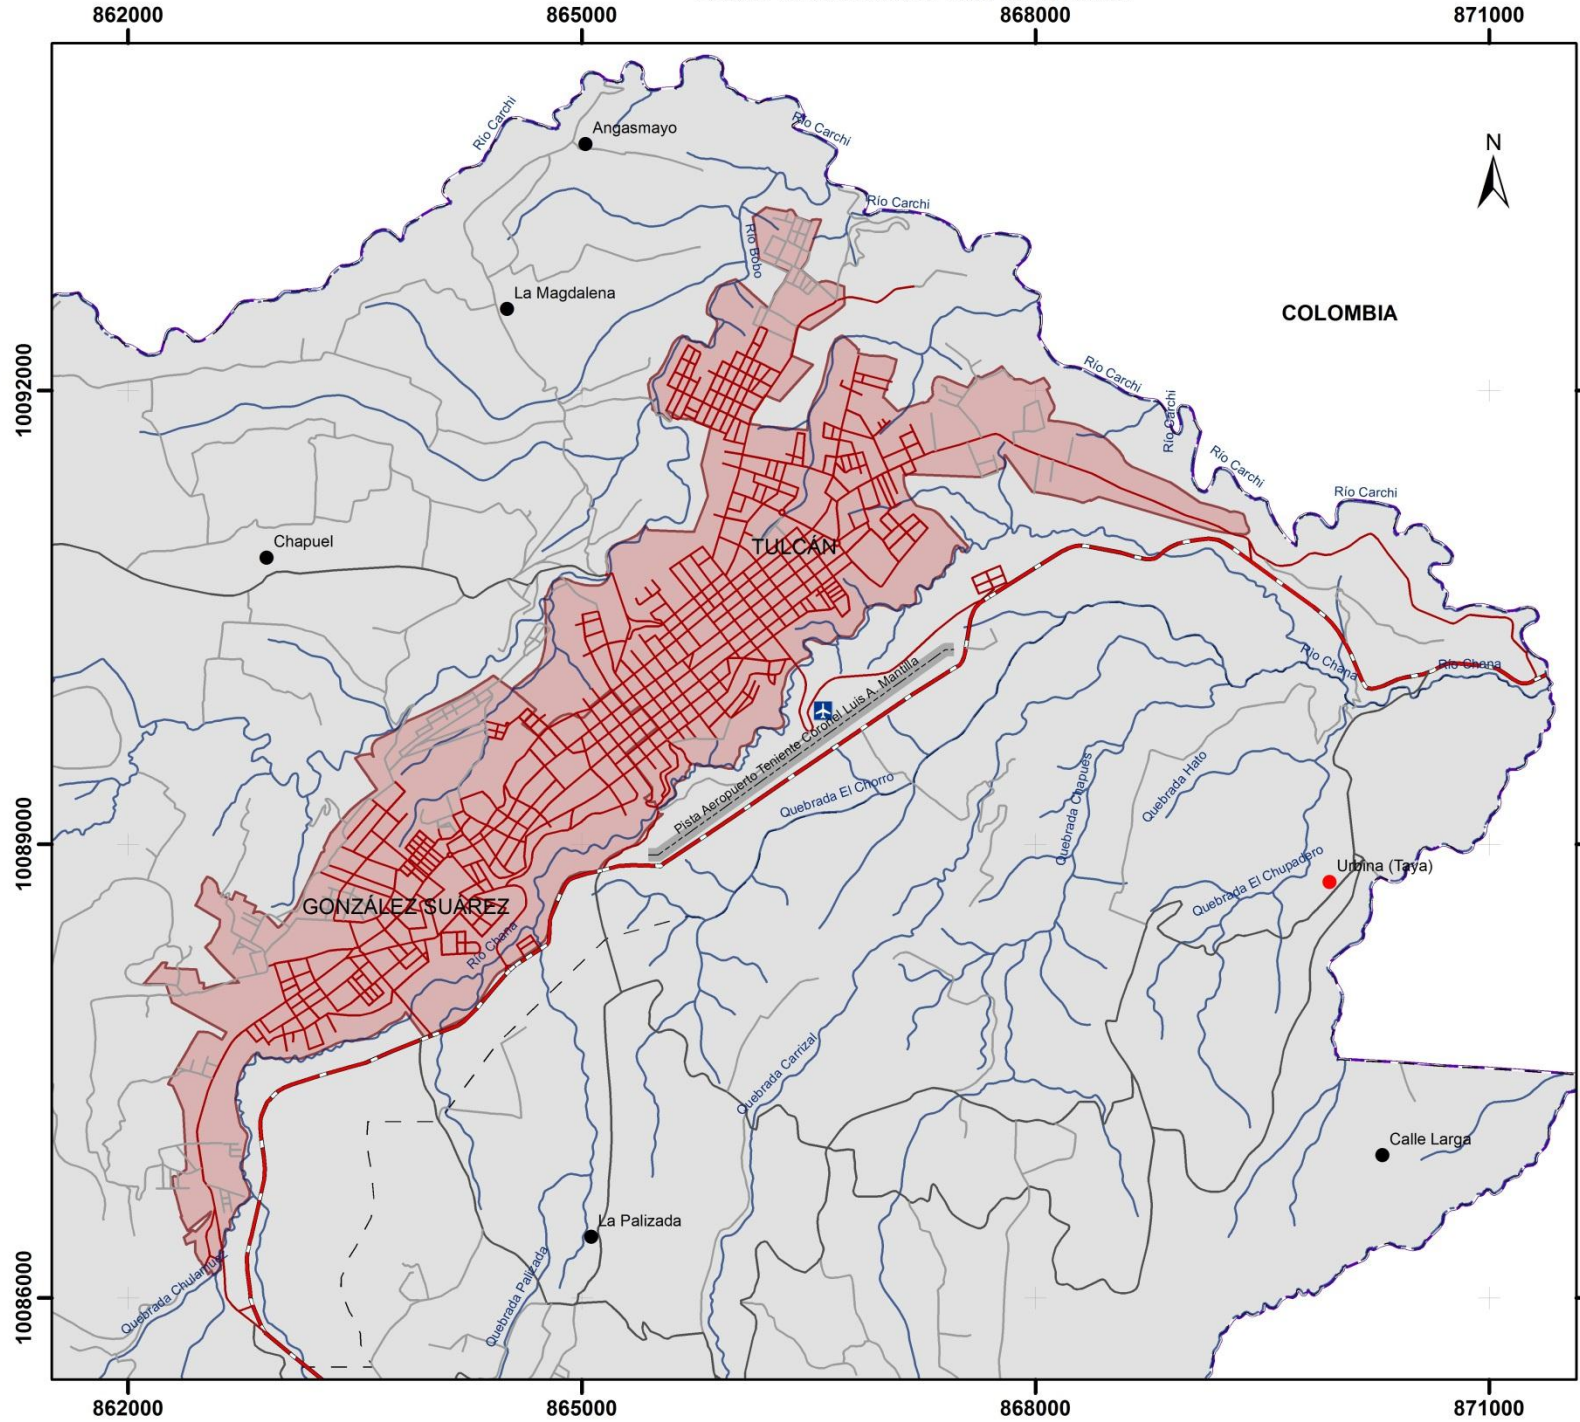 862000
865000
868000
871000
Río Carchi
Angasmayo
Río Carchi
N
Río Carchi
Río Bobo
La Magdalena
COLOMBIA
10092000
Río Carchi
Río Carchi
Río Carchi
Río Carchi
Chapuel
TULCÁN
Río Chana
Río Chana
Pista Aeropuerto Teniente Coronel Luis A. Mantilla
Quebrada El Chorro
Quebrada Chapues
Quebrada Hato
10089000
Quebrada El Chupadero
Urbina (Taya)
GONZÁLEZ SUÁREZ
Río Chana
Quebrada Carrizal
Calle Larga
La Palizada
10086000
Quebrada Chulamuez
Quebrada Palizada
862000
865000
868000
871000